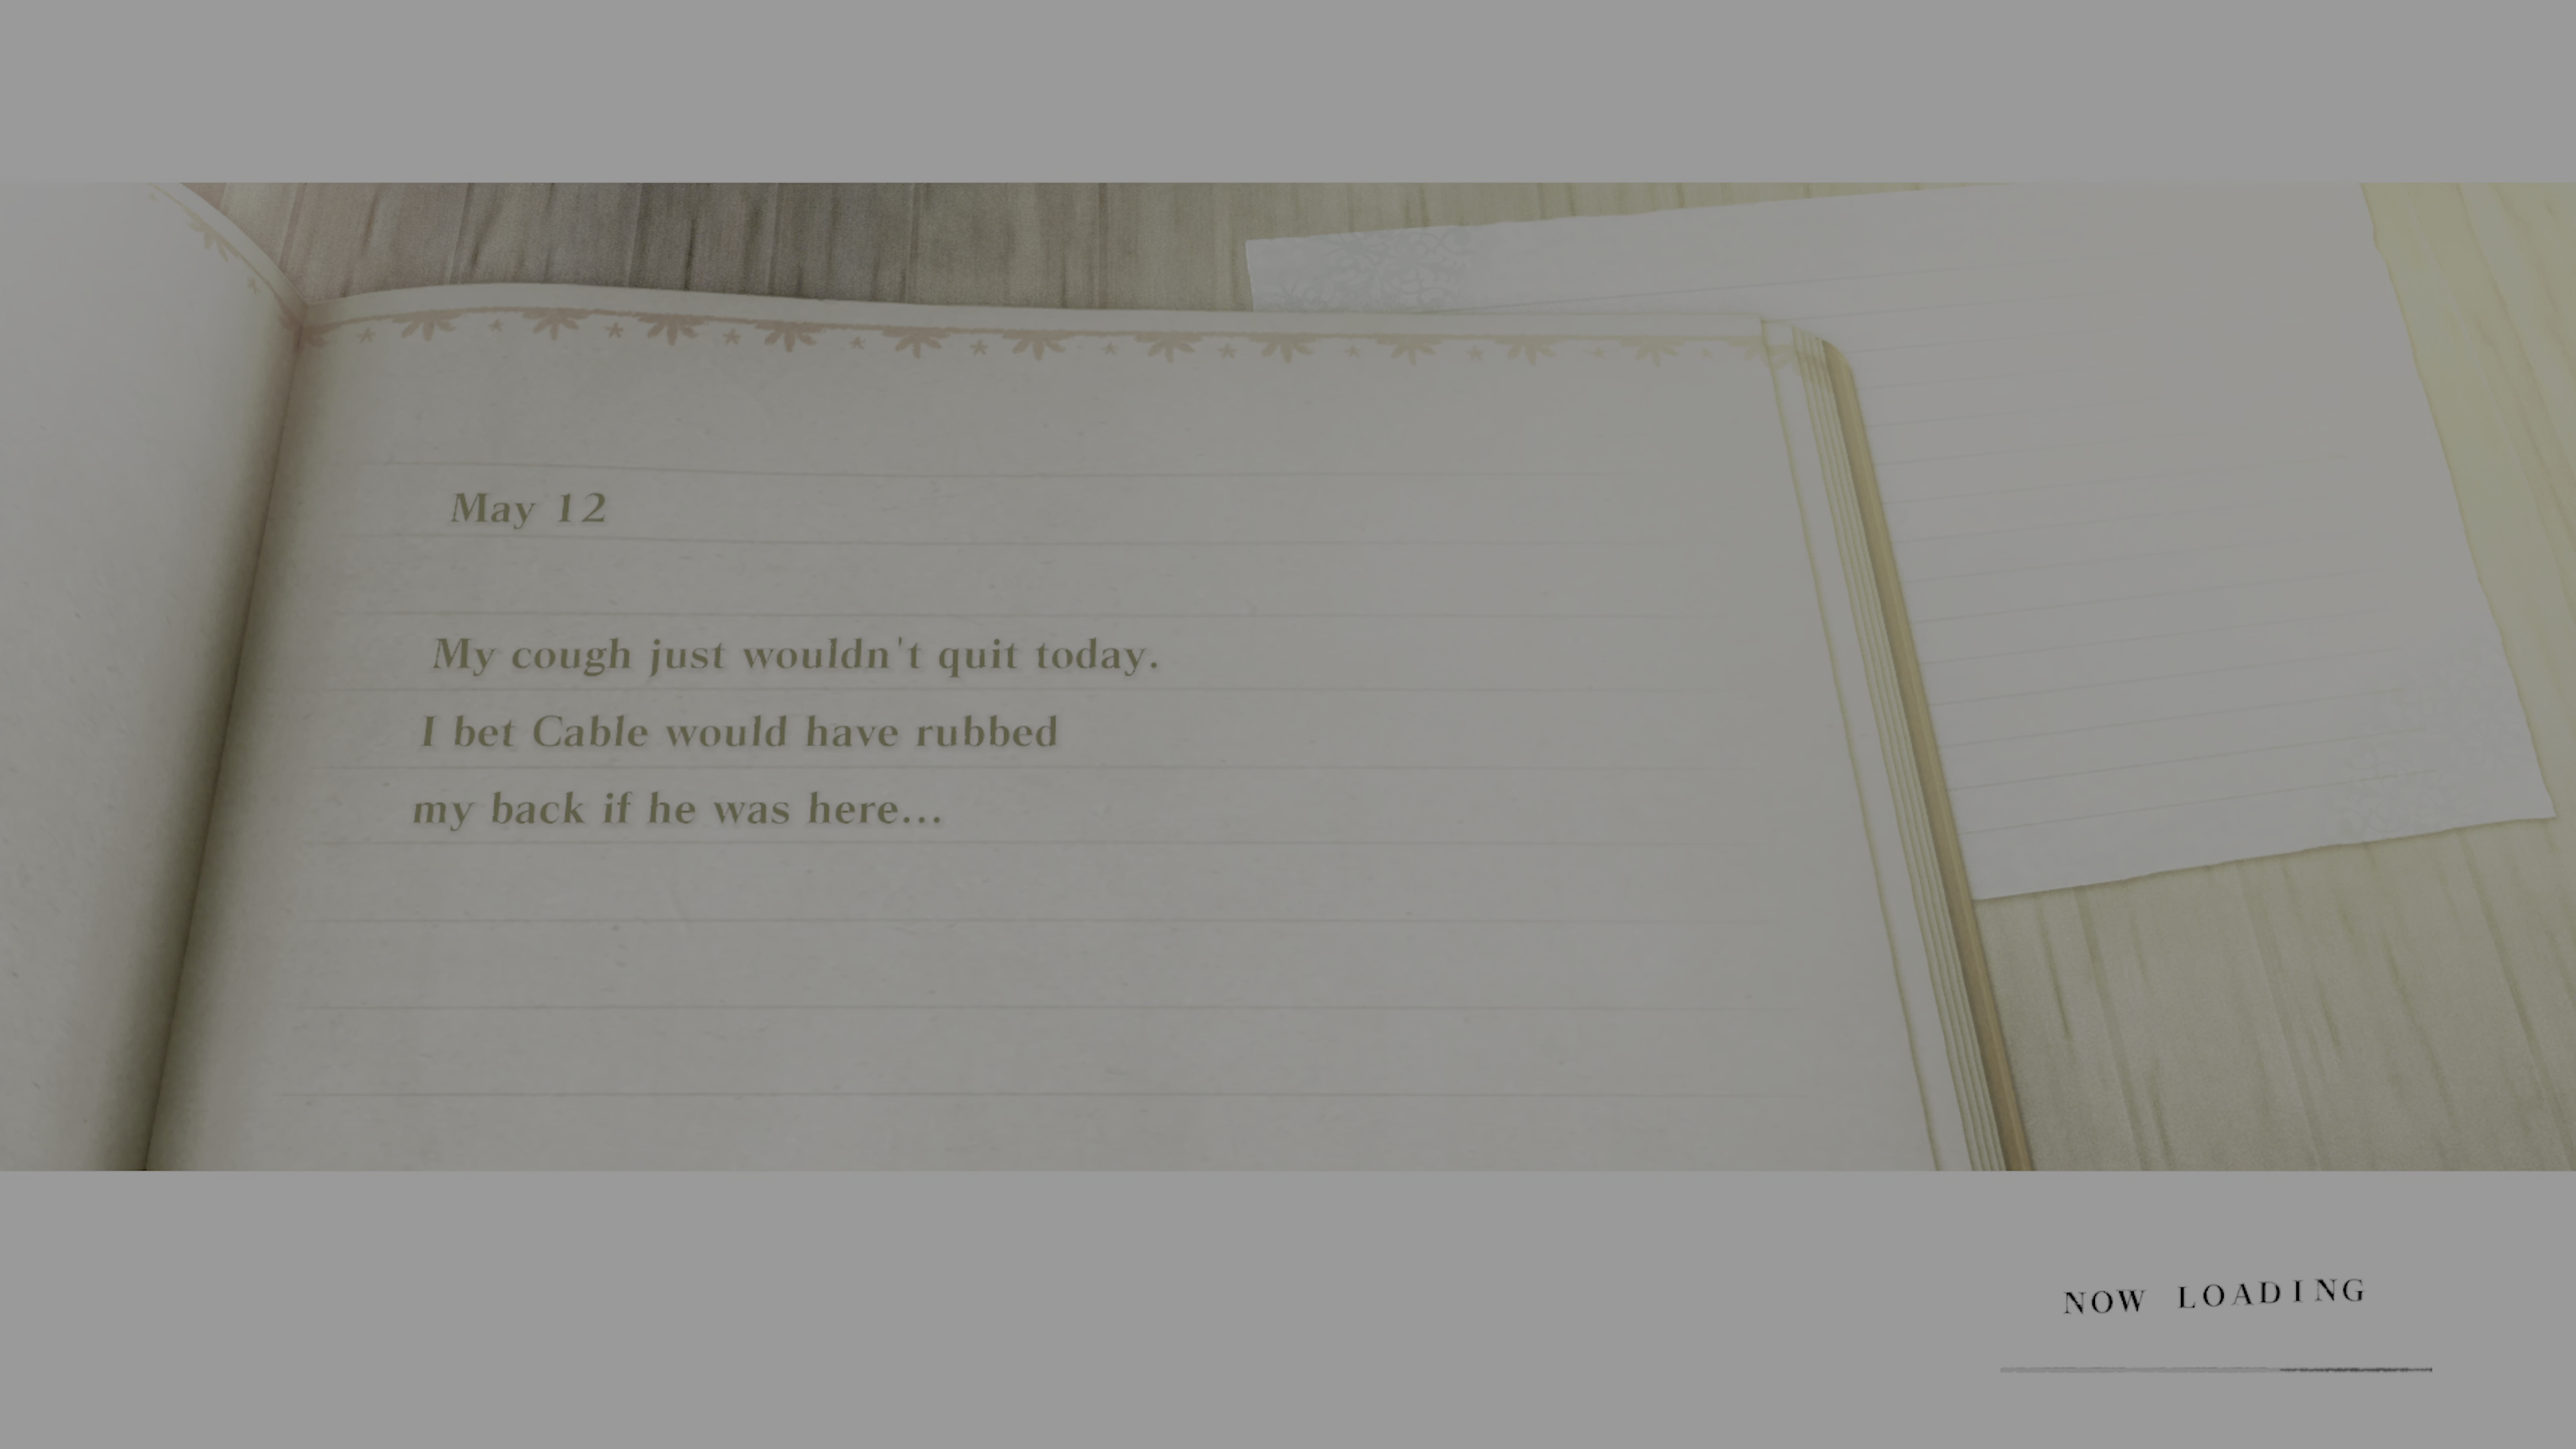 May 12
My cough just wouldn't quit today.
I bet Cable would have rubbed
my back if he was here...
NOW LOADING